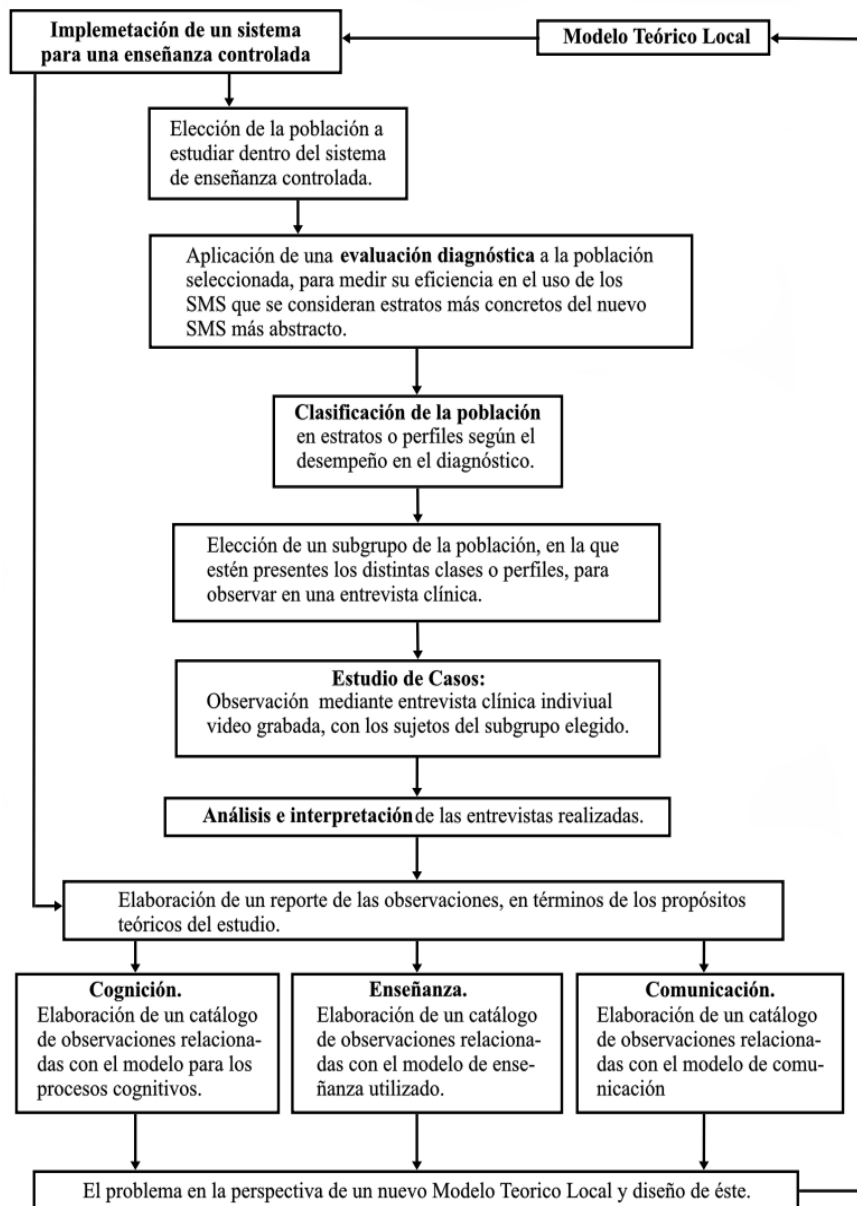 Implemetación de un sistema
para una enseñanza controlada
Modelo Teórico Local
Elección de la población a
estudiar dentro del sistema
de enseñanza controlada.
Aplicación de una evaluación diagnóstica a la población
seleccionada, para medir su eficiencia en el uso de los
SMS que se consideran estratos más concretos del nuevo
SMS más abstracto.
Clasificación de la población
en estratos o perfiles según el
desempeño en el diagnóstico.
Elección de un subgrupo de la población, en la que
estén presentes los distintas clases o perfiles, para
observar en una entrevista clínica.
Estudio de Casos:
Observación mediante entrevista clínica indiviual
video grabada, con los sujetos del subgrupo elegido.
Análisis e interpretación de las entrevistas realizadas.
Elaboración de un reporte de las observaciones, en términos de los propósitos
teóricos del estudio.
Cognición.
Elaboración de un catálogo
de observaciones relaciona-
das con el modelo para los
procesos cognitivos.
Enseñanza.
Elaboración de un catálogo
de observaciones relaciona-
das con el modelo de ense-
ñanza utilizado.
Comunicación.
Elaboración de un catálogo
de observaciones relaciona-
das con el modelo de comu-
nicación
El problema en la perspectiva de un nuevo Modelo Teorico Local y diseño de éste.